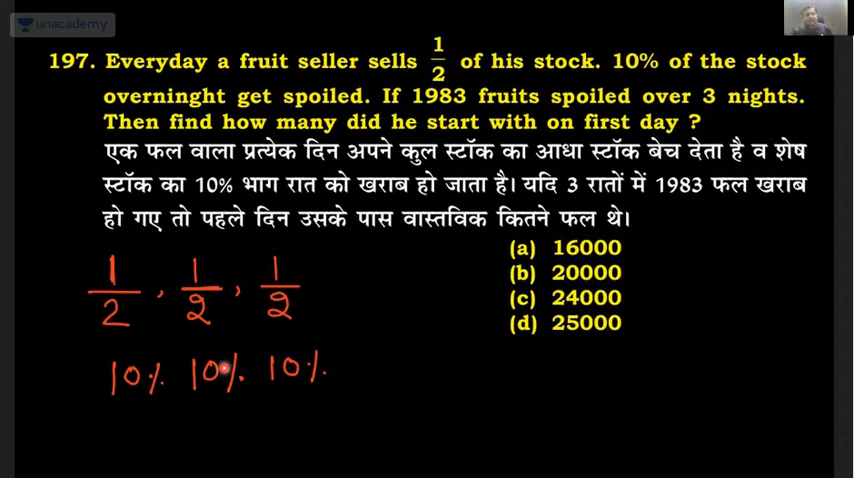 unacademy
197. Everyday a fruit seller sells 1/2 of his stock. 10% of the stock
overninght get spoiled. If 1983 fruits spoiled over 3 nights.
Then find how many did he start with on first day ?
एक फल वाला प्रत्येक दिन अपने कुल स्टॉक का आधा स्टॉक बेच देता है व शेष
स्टॉक का 10% भाग रात को खराब हो जाता है। यदि 3 रातों में 1983 फल खराब
हो गए तो पहले दिन उसके पास वास्तविक कितने फल थे।
(a) 16000
(b) 20000
(c) 24000
(d) 25000
1/2 , 1/2 , 1/2
10% 10% 10%